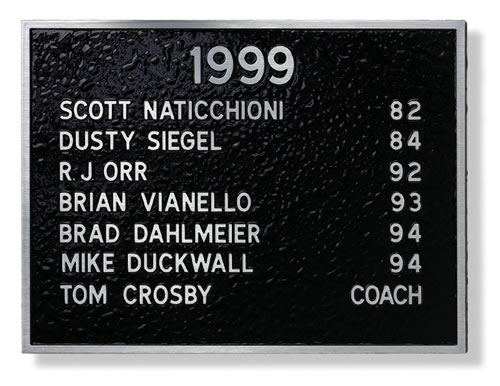 1999
SCOTT NATICCHIONI 82
DUSTY SIEGEL 84
R.J ORR 92
BRIAN VIANELLO 93
BRAD DAHLMEIER 94
MIKE DUCKWALL 94
TOM CROSBY COACH